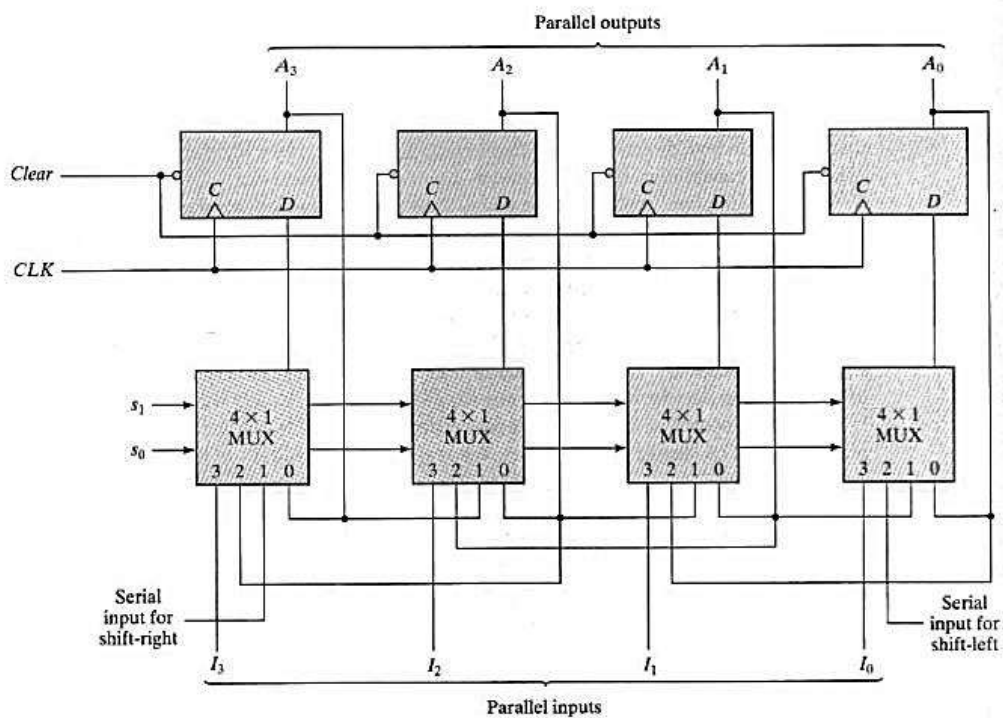 Parallel outputs
A3 A2 A1 A0
Clear
C D C D C D C D
CLK
s1
s0
4 × 1 MUX
3 2 1 0
4 × 1 MUX
3 2 1 0
4 × 1 MUX
3 2 1 0
4 × 1 MUX
3 2 1 0
Serial
input for
shift-right
Serial
input for
shift-left
I3 I2 I1 I0
Parallel inputs